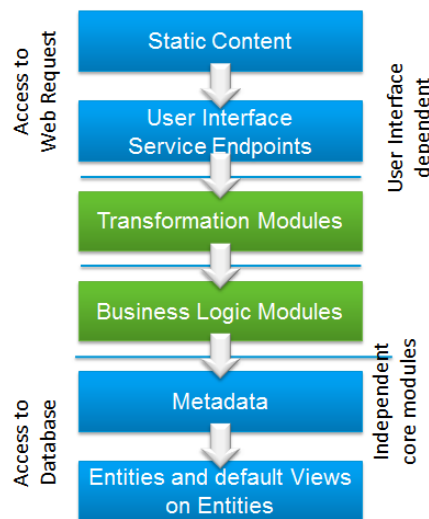 Static Content
Access to
Web Request
User Interface
Service Endpoints
User Interface
dependent
Transformation Modules
Business Logic Modules
Metadata
Independent
core modules
Access to
Database
Entities and default Views
on Entities